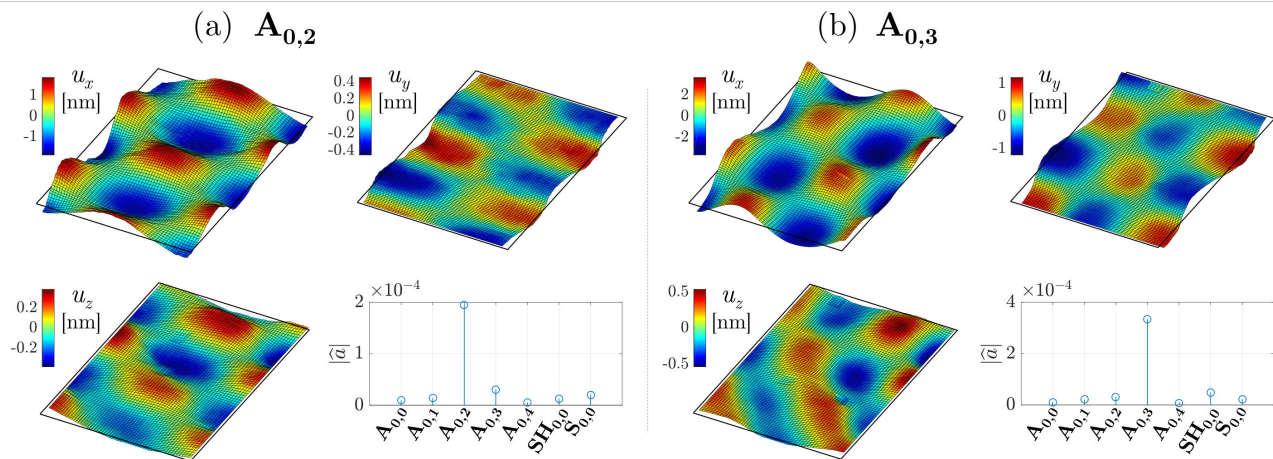 (a) A₀,₂
(b) A₀,₃
uₓ
[nm]
1
0
-1
u_y
[nm]
0.4
0.2
0
-0.2
-0.4
uₓ
[nm]
2
0
-2
u_y
[nm]
1
0
-1
u_z
[nm]
0.2
0
-0.2
×10⁻⁴
2
1
0
|â|
A₀,₀
A₀,₁
A₀,₂
A₀,₃
A₀,₄
SH₀,₀
S₀,₀
u_z
[nm]
0.5
0
-0.5
×10⁻⁴
4
2
0
|â|
A₀,₀
A₀,₁
A₀,₂
A₀,₃
A₀,₄
SH₀,₀
S₀,₀